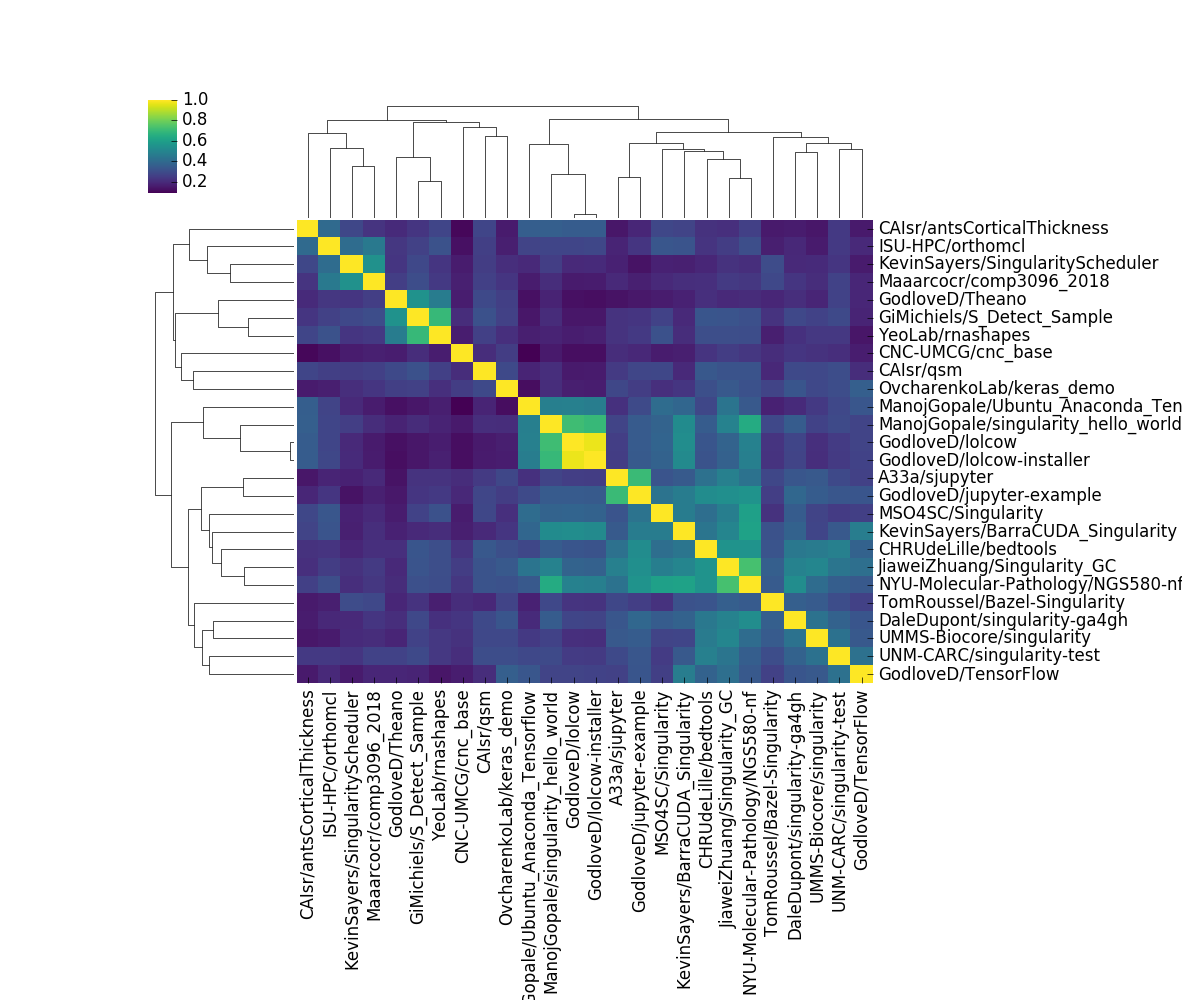 1.0
0.8
0.6
0.4
0.2
CAIsr/antsCorticalThickness
ISU-HPC/orthomcl
KevinSayers/SingularityScheduler
Maaarcocr/comp3096_2018
GodloveD/Theano
GiMichiels/S_Detect_Sample
YeoLab/rnashapes
CNC-UMCG/cnc_base
CAIsr/qsm
OvcharenkoLab/keras_demo
ManojGopale/Ubuntu_Anaconda_Ten
ManojGopale/singularity_hello_world
GodloveD/lolcow
GodloveD/lolcow-installer
A33a/sjupyter
GodloveD/jupyter-example
MSO4SC/Singularity
KevinSayers/BarraCUDA_Singularity
CHRUdeLille/bedtools
JiaweiZhuang/Singularity_GC
NYU-Molecular-Pathology/NGS580-nf
TomRoussel/Bazel-Singularity
DaleDupont/singularity-ga4gh
UMMS-Biocore/singularity
UNM-CARC/singularity-test
GodloveD/TensorFlow
CAIsr/antsCorticalThickness
ISU-HPC/orthomcl
KevinSayers/SingularityScheduler
Maaarcocr/comp3096_2018
GodloveD/Theano
GiMichiels/S_Detect_Sample
YeoLab/rnashapes
CNC-UMCG/cnc_base
CAIsr/qsm
OvcharenkoLab/keras_demo
Gopale/Ubuntu_Anaconda_Tensorflow
ManojGopale/singularity_hello_world
GodloveD/lolcow
GodloveD/lolcow-installer
A33a/sjupyter
GodloveD/jupyter-example
MSO4SC/Singularity
KevinSayers/BarraCUDA_Singularity
CHRUdeLille/bedtools
JiaweiZhuang/Singularity_GC
NYU-Molecular-Pathology/NGS580-nf
TomRoussel/Bazel-Singularity
DaleDupont/singularity-ga4gh
UMMS-Biocore/singularity
UNM-CARC/singularity-test
GodloveD/TensorFlow